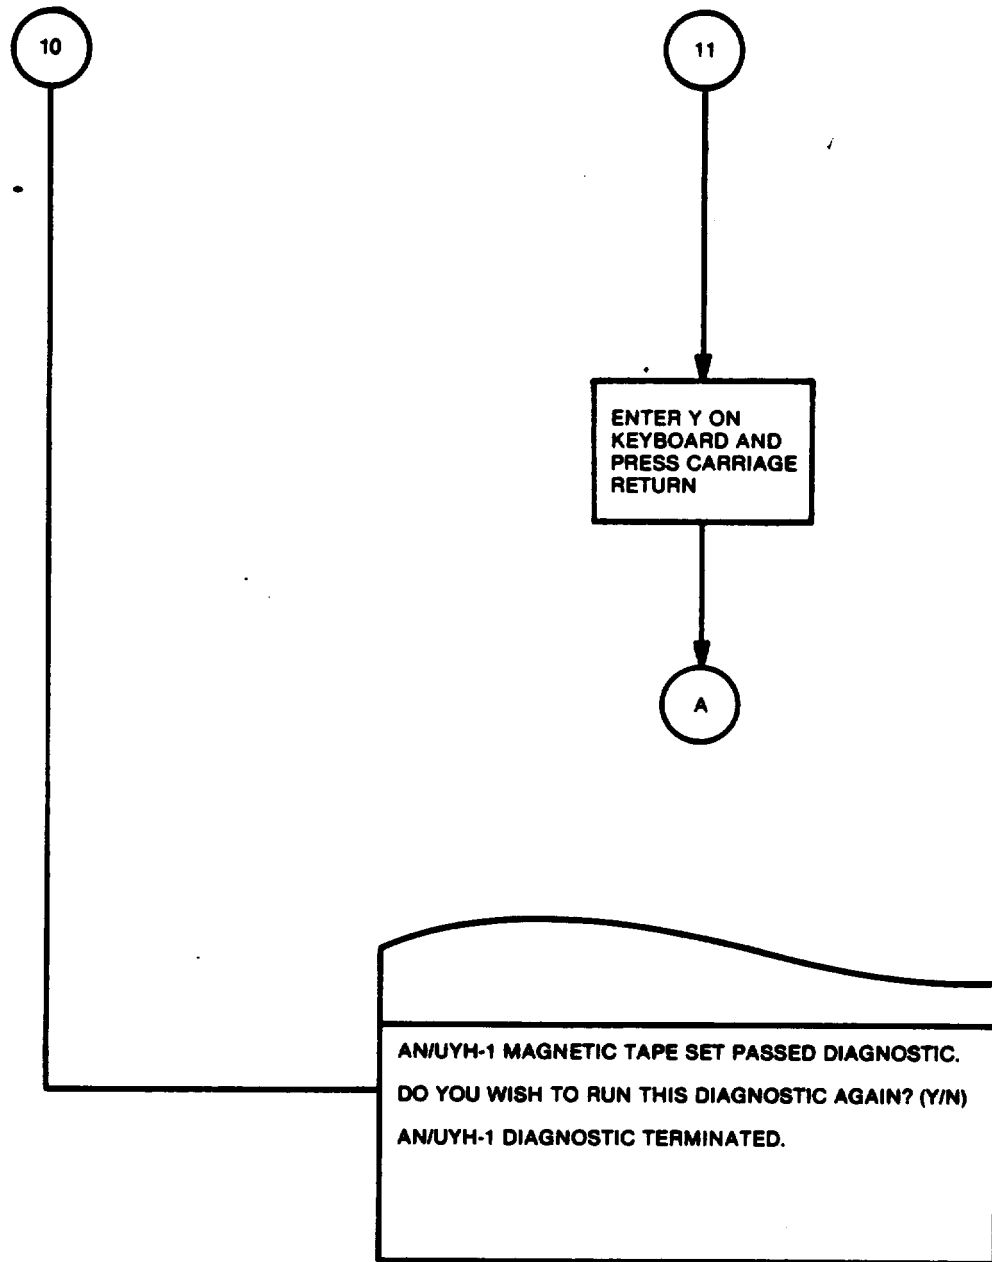 10
11
ENTER Y ON
KEYBOARD AND
PRESS CARRIAGE
RETURN
A
AN/UYH-1 MAGNETIC TAPE SET PASSED DIAGNOSTIC.
DO YOU WISH TO RUN THIS DIAGNOSTIC AGAIN? (Y/N)
AN/UYH-1 DIAGNOSTIC TERMINATED.